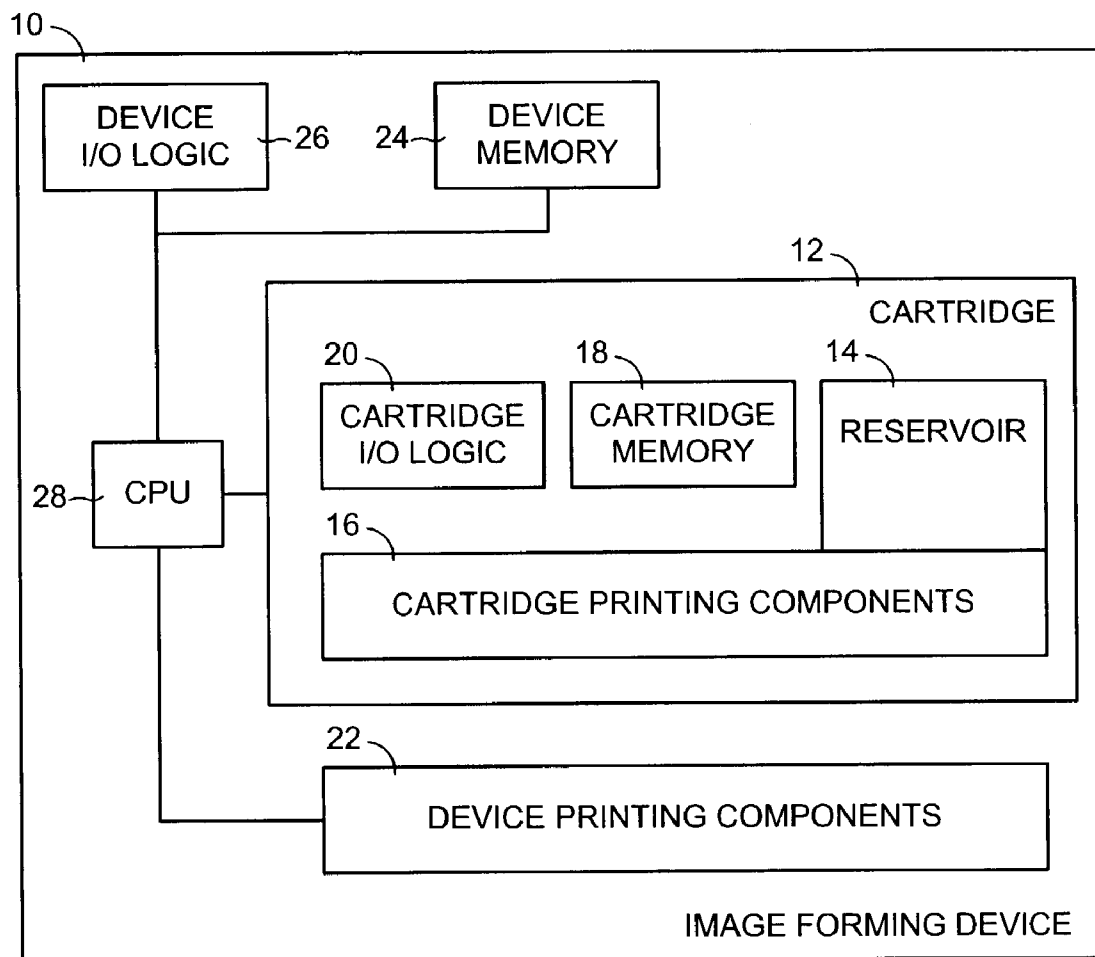 10
DEVICE
I/O LOGIC
26
24
DEVICE
MEMORY
12
CARTRIDGE
20
CARTRIDGE
I/O LOGIC
18
CARTRIDGE
MEMORY
14
RESERVOIR
28
CPU
16
CARTRIDGE PRINTING COMPONENTS
22
DEVICE PRINTING COMPONENTS
IMAGE FORMING DEVICE